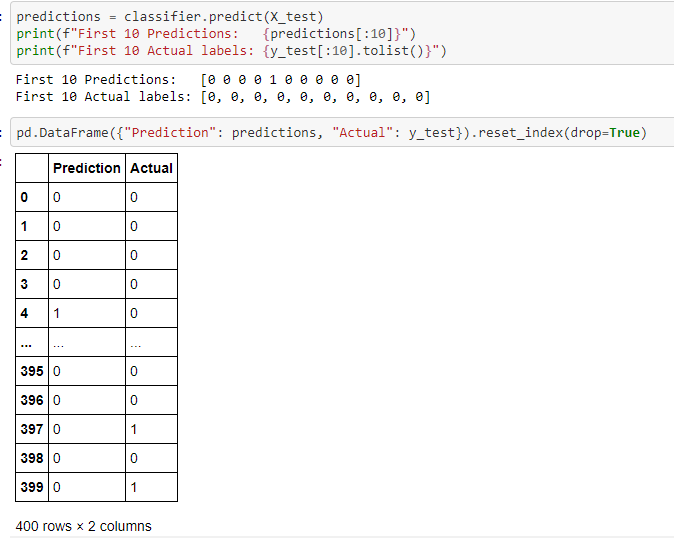 predictions = classifier.predict(X_test)
print(f"First 10 Predictions:   {predictions[:10]}")
print(f"First 10 Actual labels: {y_test[:10].tolist()}")
First 10 Predictions:   [0 0 0 0 1 0 0 0 0 0]
First 10 Actual labels: [0, 0, 0, 0, 0, 0, 0, 0, 0, 0]
pd.DataFrame({"Prediction": predictions, "Actual": y_test}).reset_index(drop=True)
Prediction Actual
0 0 0
1 0 0
2 0 0
3 0 0
4 1 0
... ... ...
395 0 0
396 0 0
397 0 1
398 0 0
399 0 1
400 rows × 2 columns